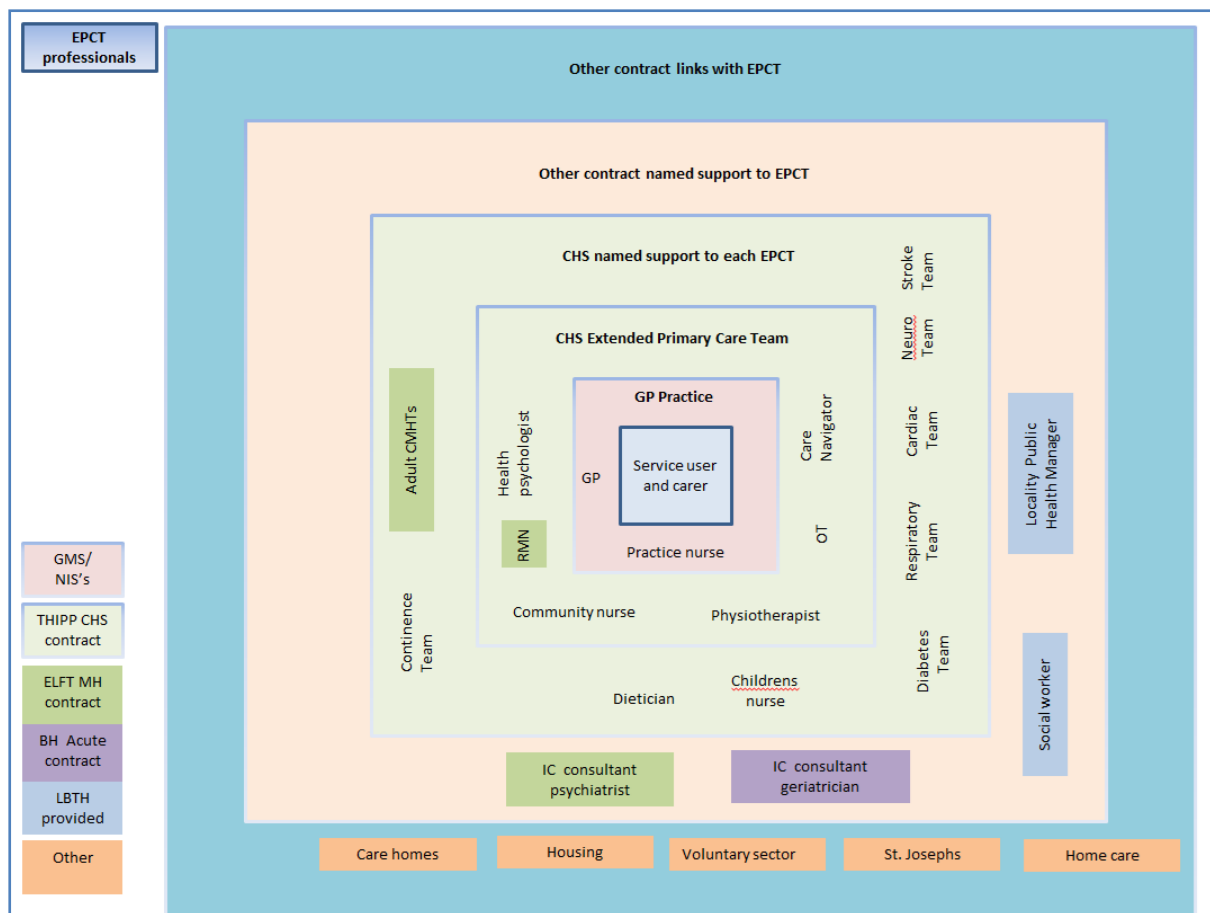 EPCT
professionals
Other contract links with EPCT
Other contract named support to EPCT
CHS named support to each EPCT
Stroke
Team
CHS Extended Primary Care Team
Neuro
Team
GP Practice
Adult CMHTs
Health
psychologist
GP
Service user
and carer
Care
Navigator
Cardiac
Team
Locality Public
Health Manager
RMN
Practice nurse
OT
Respiratory
Team
GMS/
NIS's
THIPP CHS
contract
ELFT MH
contract
BH Acute
contract
LBTH
provided
Other
Continence
Team
Community nurse
Physiotherapist
Diabetes
Team
Dietician
Childrens
nurse
Social worker
IC consultant
psychiatrist
IC consultant
geriatrician
Care homes
Housing
Voluntary sector
St. Josephs
Home care